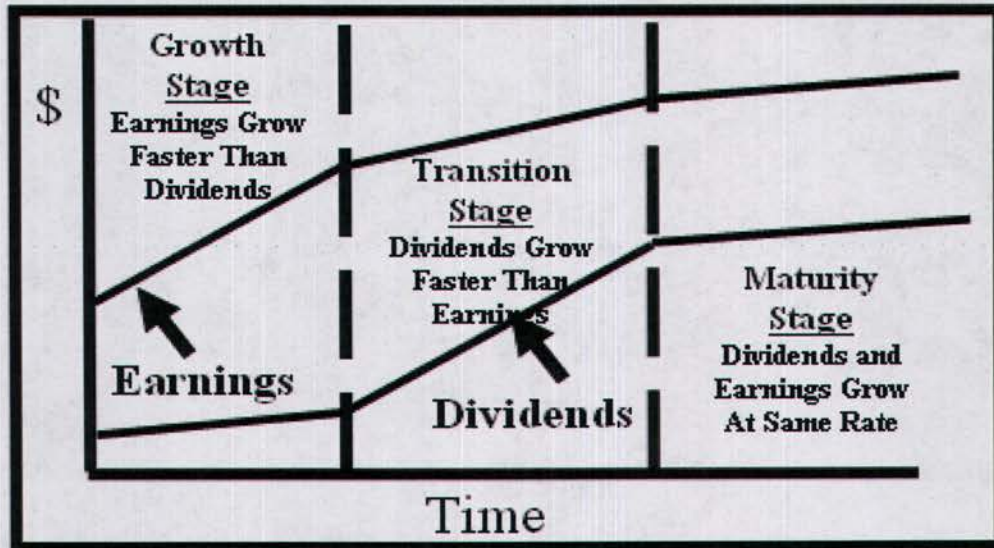 Growth
Stage
Earnings Grow
Faster Than
Dividends
$
Transition
Stage
Dividends Grow
Faster Than
Earnings
Maturity
Stage
Dividends and
Earnings Grow
At Same Rate
Earnings
Dividends
Time